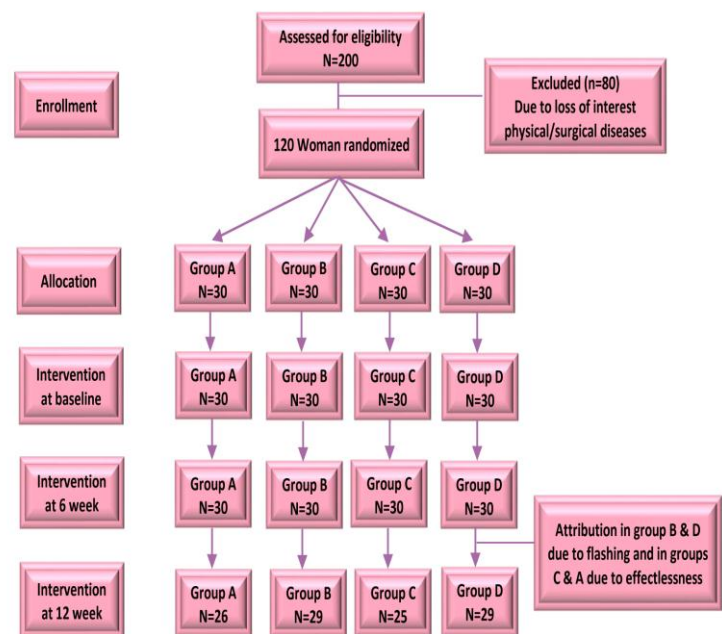 Assessed for eligibility
N=200
Enrollment
Excluded (n=80)
Due to loss of interest
physical/surgical diseases
120 Woman randomized
Allocation
Group A
N=30
Group B
N=30
Group C
N=30
Group D
N=30
Intervention
at baseline
Group A
N=30
Group B
N=30
Group C
N=30
Group D
N=30
Intervention
at 6 week
Group A
N=30
Group B
N=30
Group C
N=30
Group D
N=30
Attribution in group B & D
due to flashing and in groups
C & A due to effectlessness
Intervention
at 12 week
Group A
N=26
Group B
N=29
Group C
N=25
Group D
N=29